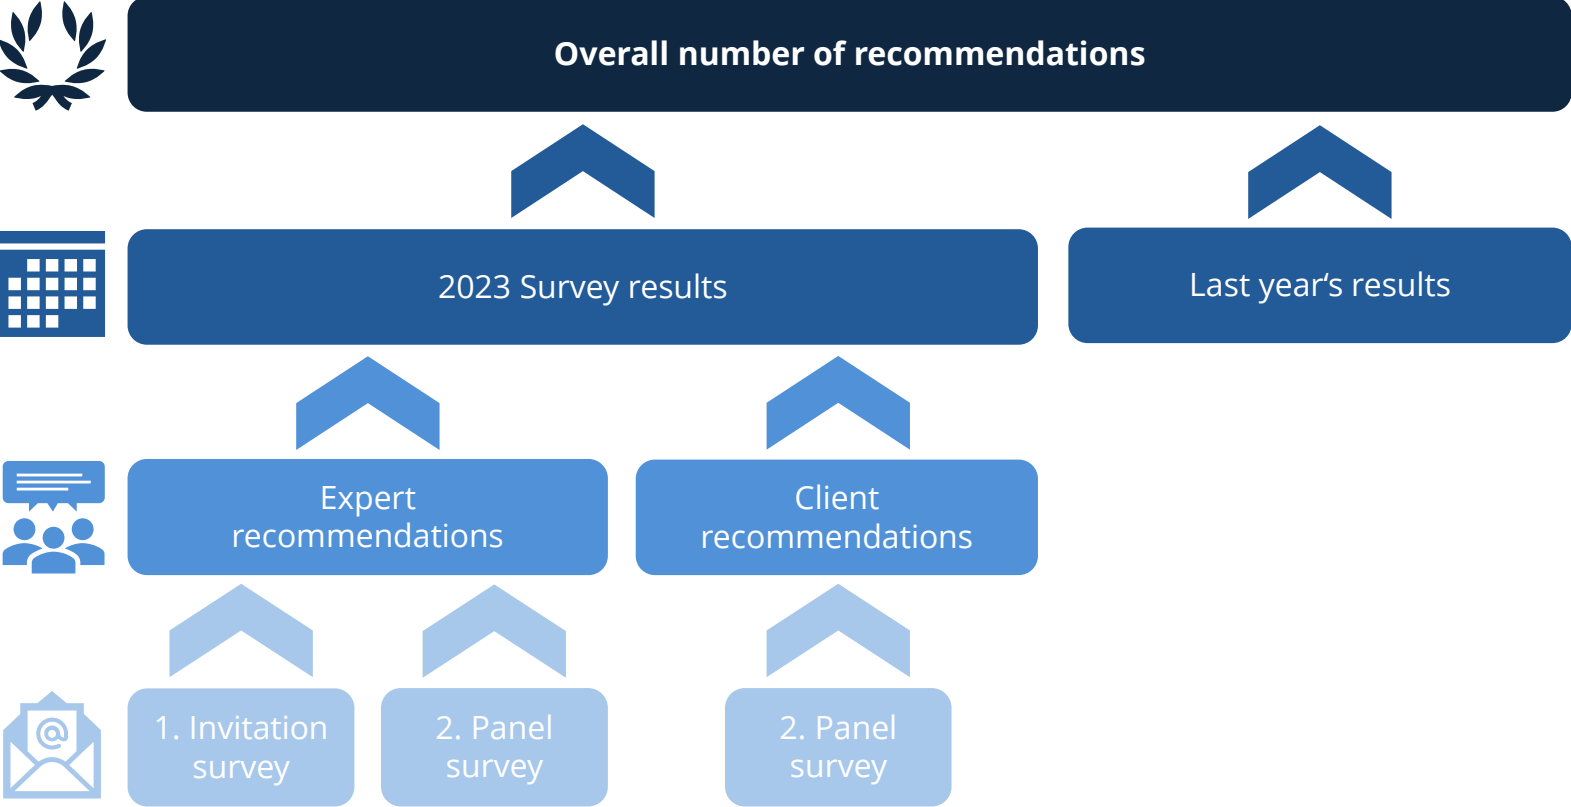 Overall number of recommendations
2023 Survey results
Last year‘s results
Expert
recommendations
Client
recommendations
1. Invitation
survey
2. Panel
survey
2. Panel
survey
@